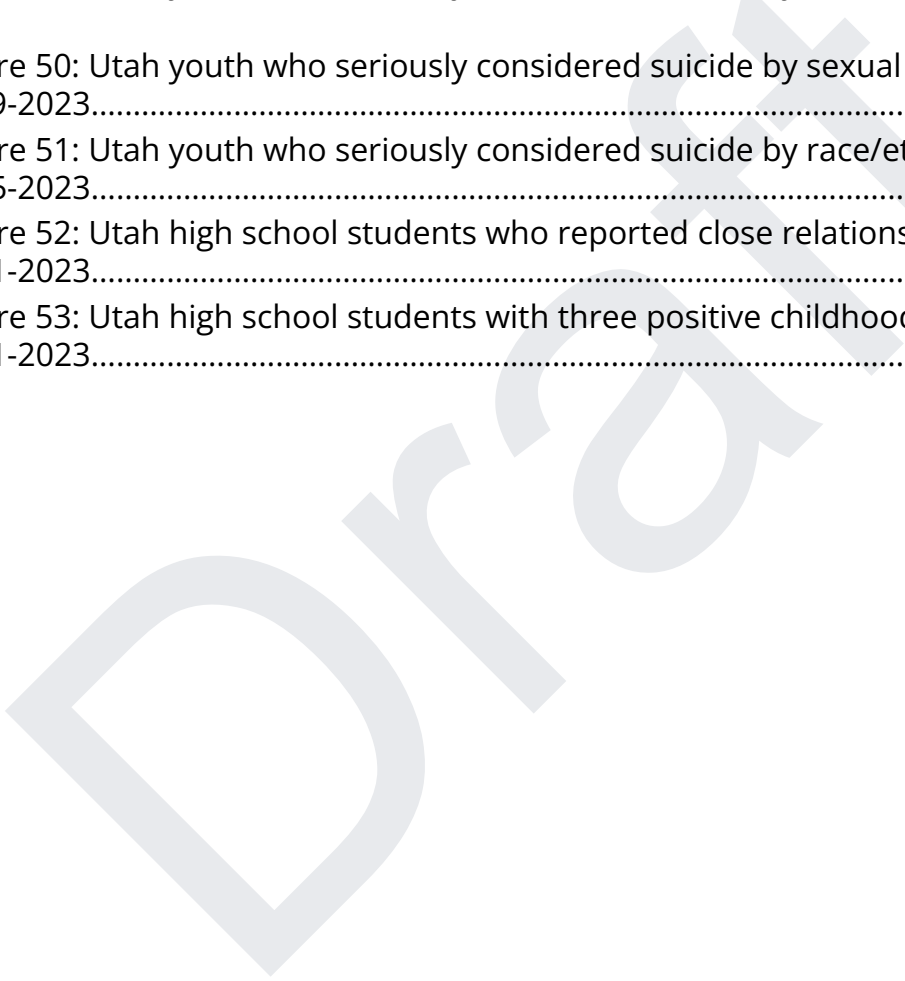 re 50: Utah youth who seriously considered suicide by sexual
9-2023....................................................................................................
re 51: Utah youth who seriously considered suicide by race/et
5-2023....................................................................................................
re 52: Utah high school students who reported close relations
1-2023....................................................................................................
re 53: Utah high school students with three positive childhood
1-2023....................................................................................................
Draft